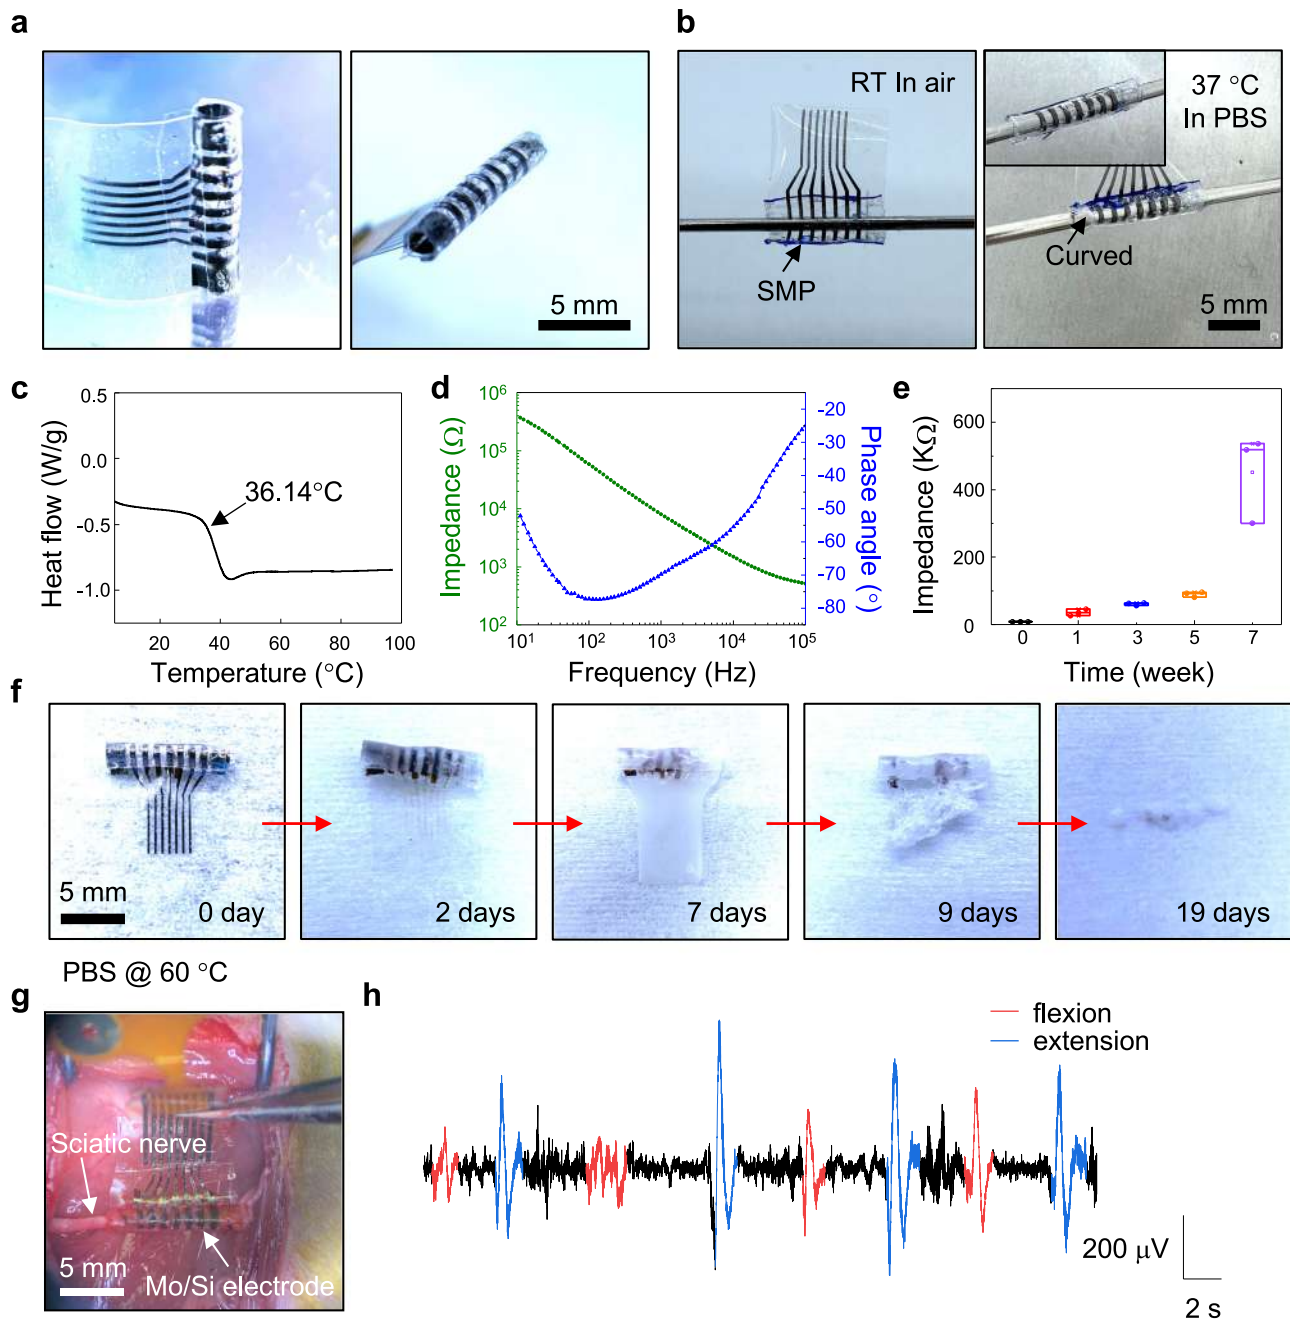 a
5 mm
b
RT In air
SMP
37 °C
In PBS
Curved
5 mm
c
Heat flow (W/g)
0.5
0.0
-0.5
-1.0
36.14°C
20 40 60 80 100
Temperature (°C)
d
Impedance (Ω)
10⁶
10⁵
10⁴
10³
10²
10¹ 10² 10³ 10⁴ 10⁵
Frequency (Hz)
-20
-30
-40
-50
-60
-70
-80
Phase angle (°)
e
Impedance (KΩ)
600
400
200
0
0 1 3 5 7
Time (week)
f
5 mm
0 day
2 days
7 days
9 days
19 days
PBS @ 60 °C
g
Sciatic nerve
5 mm
Mo/Si electrode
h
flexion
extension
200 μV
2 s